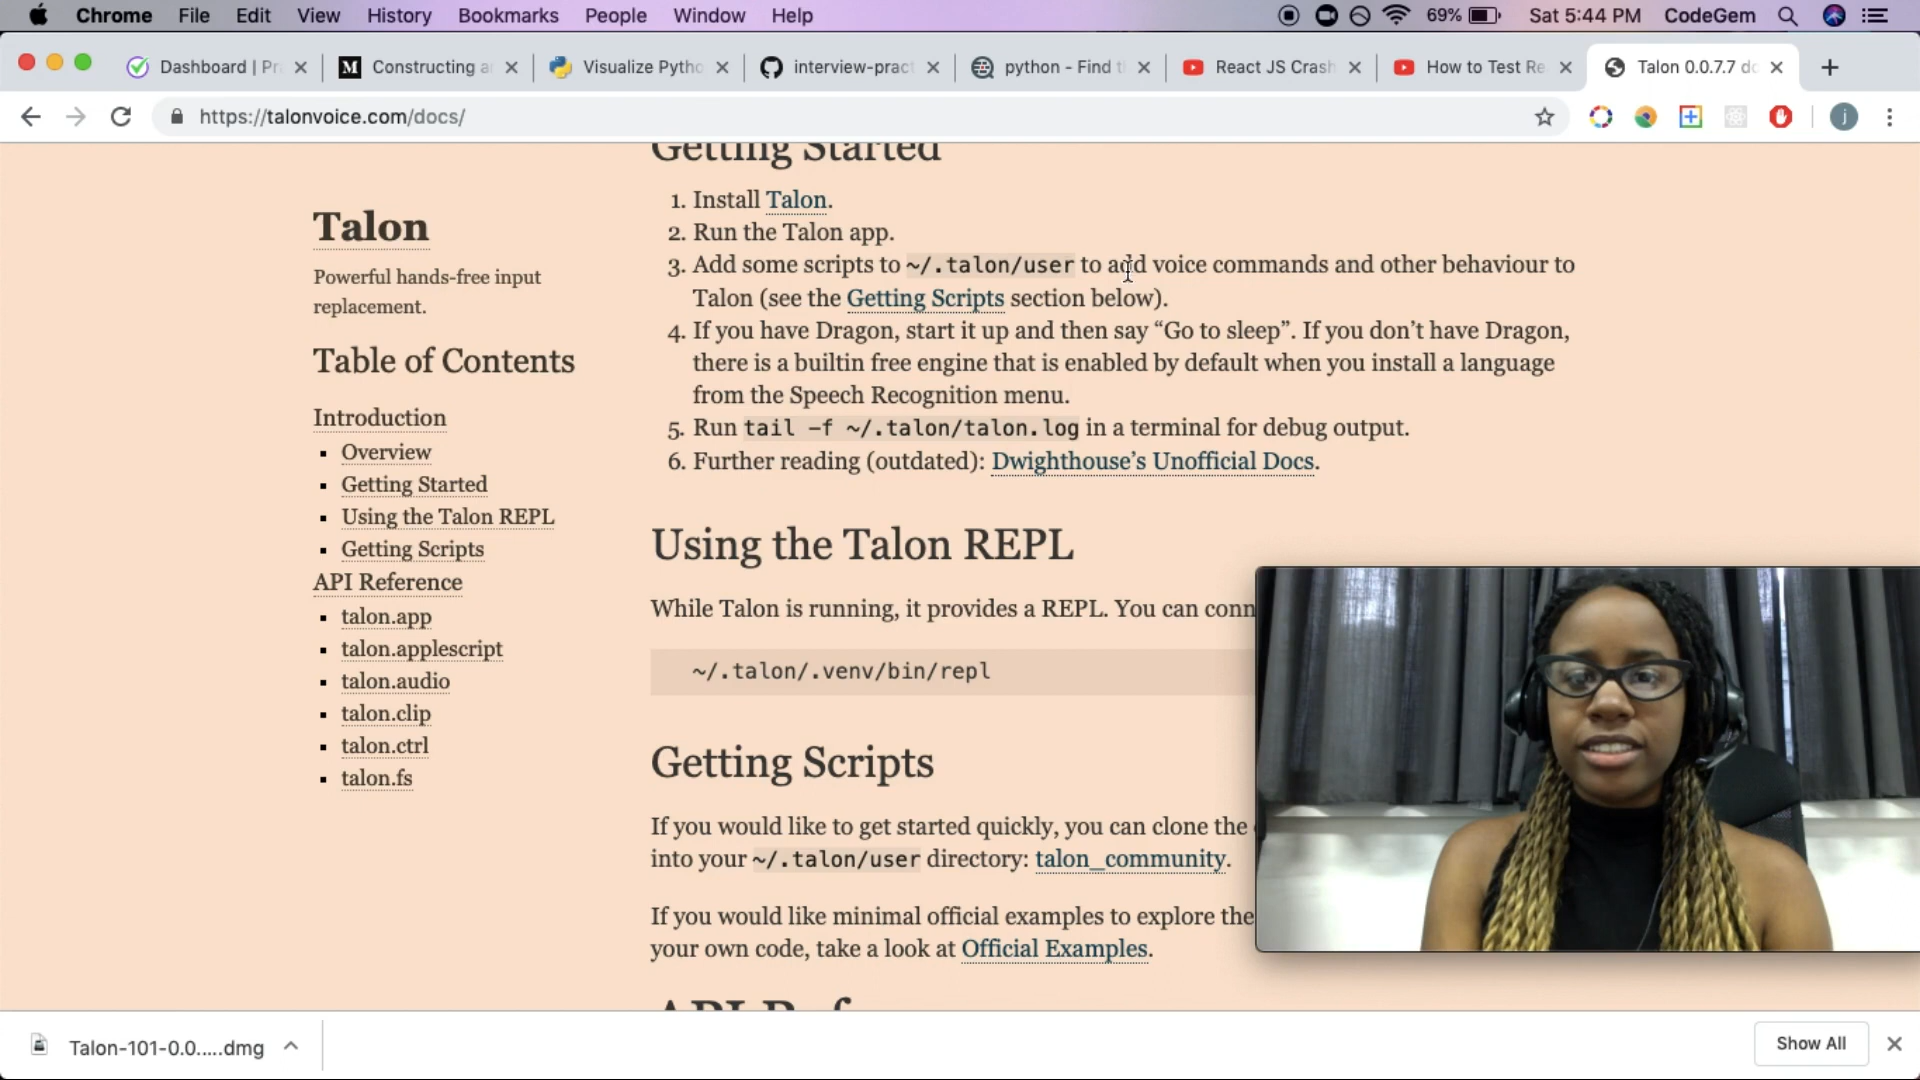 Chrome File Edit View History Bookmarks People Window Help 69% Sat 5:44 PM CodeGem
Dashboard | Pr Constructing a Visualize Pytho interview-pract python - Find t React JS Crash How to Test Re Talon 0.0.7.7 do
https://talonvoice.com/docs/
Getting Started
Talon
Powerful hands-free input
replacement.
Table of Contents
Introduction
Overview
Getting Started
Using the Talon REPL
Getting Scripts
API Reference
talon.app
talon.applescript
talon.audio
talon.clip
talon.ctrl
talon.fs
1. Install Talon.
2. Run the Talon app.
3. Add some scripts to ~/.talon/user to add voice commands and other behaviour to
Talon (see the Getting Scripts section below).
4. If you have Dragon, start it up and then say “Go to sleep”. If you don’t have Dragon,
there is a builtin free engine that is enabled by default when you install a language
from the Speech Recognition menu.
5. Run tail -f ~/.talon/talon.log in a terminal for debug output.
6. Further reading (outdated): Dwighthouse’s Unofficial Docs.
Using the Talon REPL
While Talon is running, it provides a REPL. You can conn
~/.talon/.venv/bin/repl
Getting Scripts
If you would like to get started quickly, you can clone the
into your ~/.talon/user directory: talon_community.
If you would like minimal official examples to explore the
your own code, take a look at Official Examples.
Talon-101-0.0.....dmg
Show All